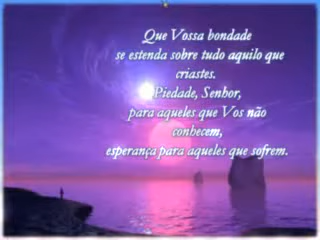 Que Vossa bondade
se estenda sobre tudo aquilo que
criastes.
Piedade, Senhor,
para aqueles que Vos não
conhecem,
esperança para aqueles que sofrem.